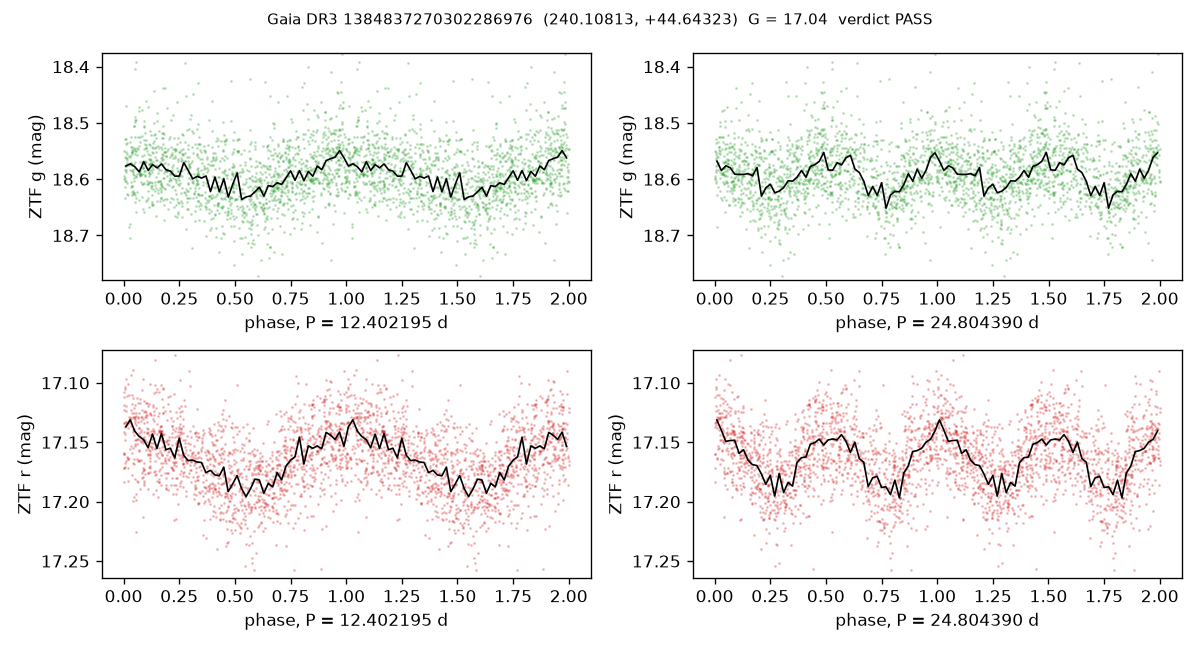 Gaia DR3 1384837270302286976 (240.10813, +44.64323) G = 17.04 verdict PASS
ZTF g (mag)
18.4
18.5
18.6
18.7
0.00 0.25 0.50 0.75 1.00 1.25 1.50 1.75 2.00
phase, P = 12.402195 d
ZTF g (mag)
18.4
18.5
18.6
18.7
0.00 0.25 0.50 0.75 1.00 1.25 1.50 1.75 2.00
phase, P = 24.804390 d
ZTF r (mag)
17.10
17.15
17.20
17.25
0.00 0.25 0.50 0.75 1.00 1.25 1.50 1.75 2.00
phase, P = 12.402195 d
ZTF r (mag)
17.10
17.15
17.20
17.25
0.00 0.25 0.50 0.75 1.00 1.25 1.50 1.75 2.00
phase, P = 24.804390 d